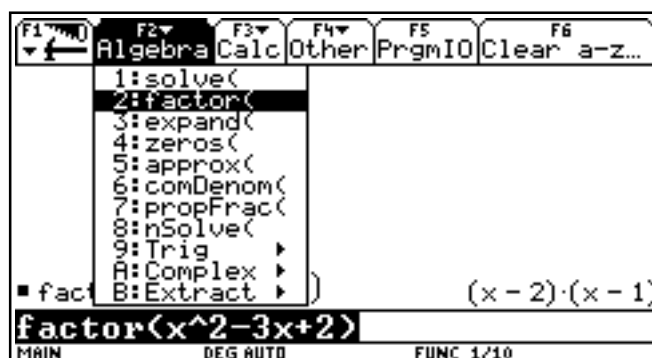 F1 F2 F3 F4 F5 F6
Algebra Calc Other PrgmIO Clear a-z…
1:solve(
2:factor(
3:expand(
4:zeros(
5:approx(
6:comDenom(
7:propFrac(
8:nSolve(
9:Trig ▶
A:Complex ▶
B:Extract ▶
■ fact ) (x − 2)·(x − 1)
factor(x^2−3x+2)
MAIN DEG AUTO FUNC 1/10